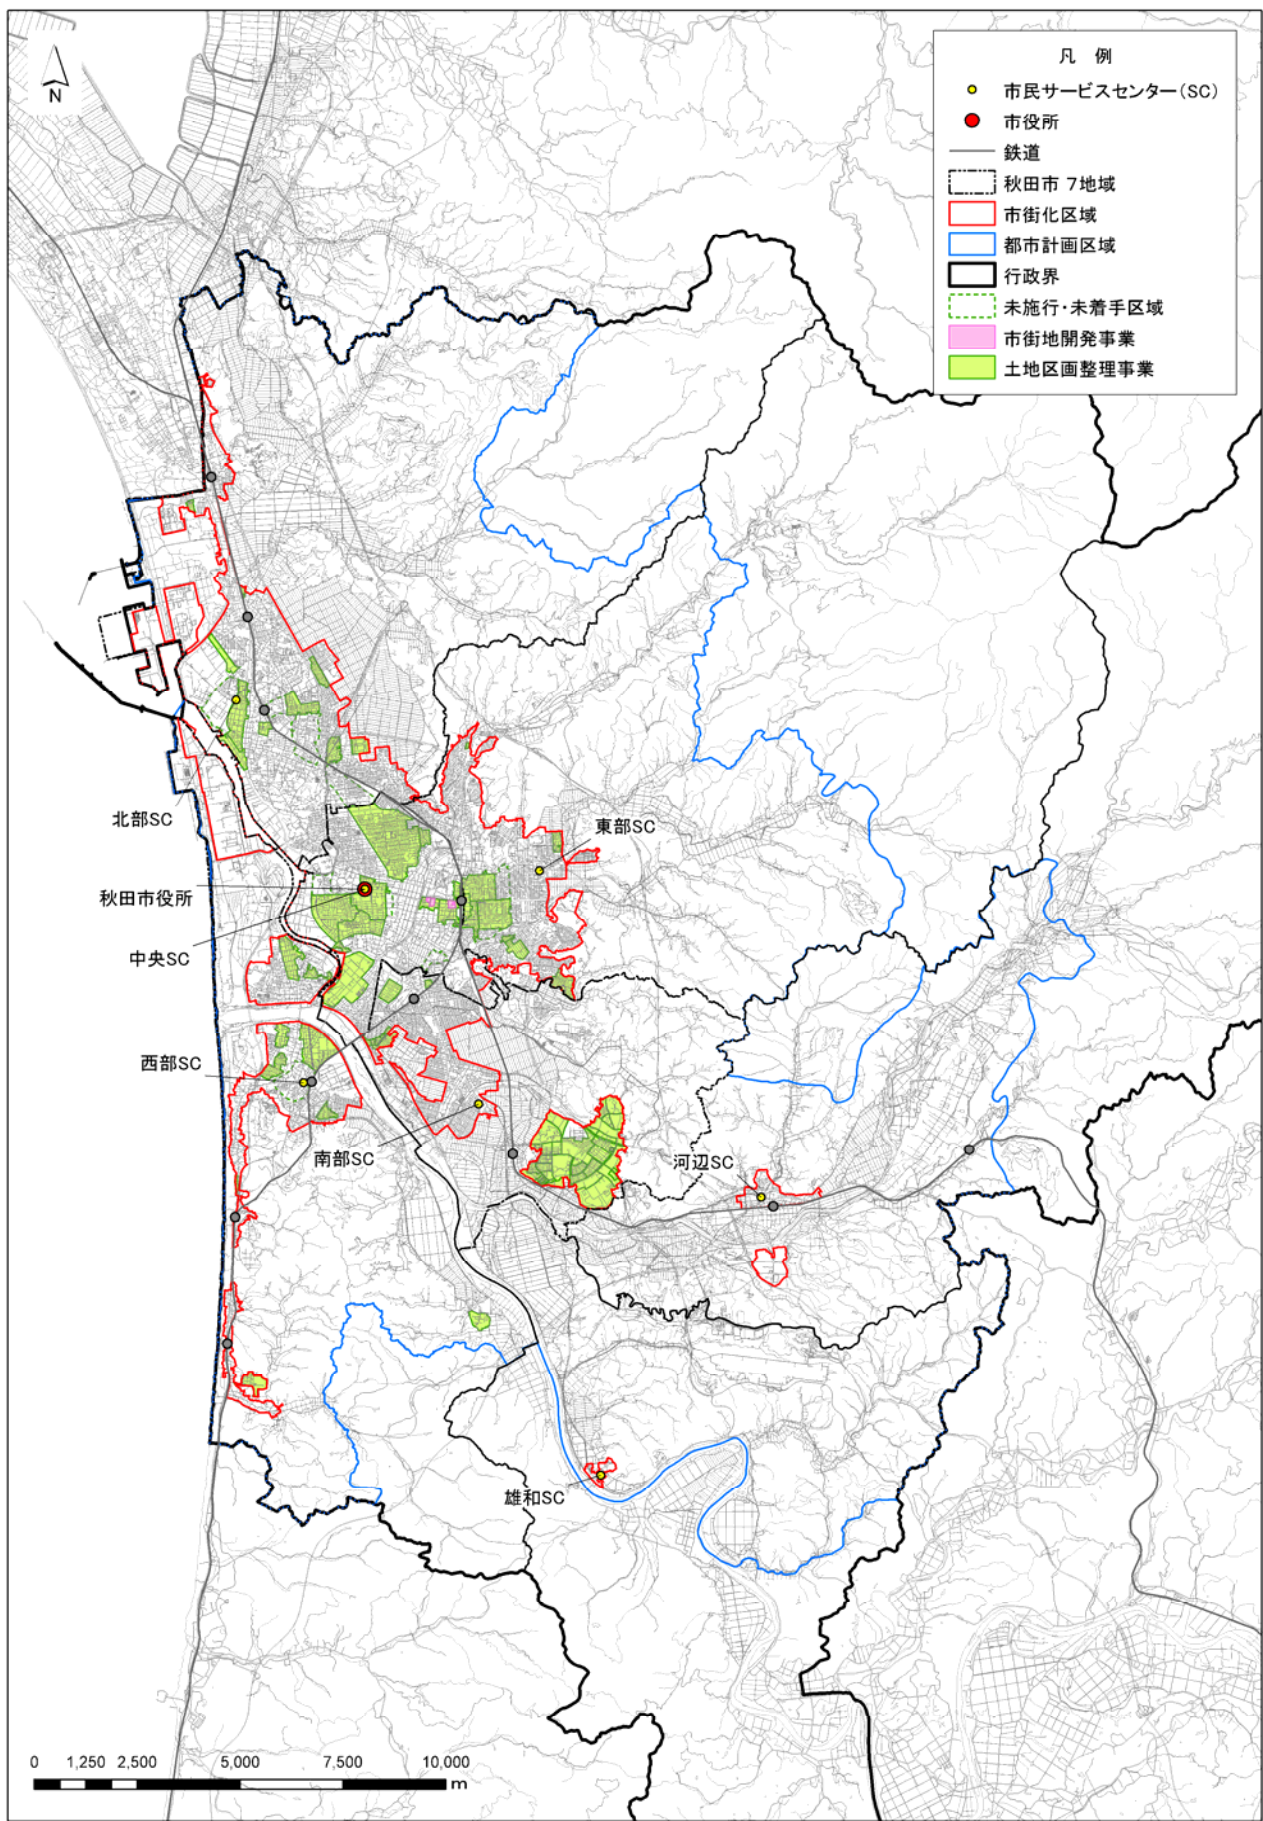 凡 例
市民サービスセンター(SC)
市役所
鉄道
秋田市 7地域
市街化区域
都市計画区域
行政界
未施行・未着手区域
市街地開発事業
土地区画整理事業
N
北部SC
東部SC
秋田市役所
中央SC
西部SC
南部SC
河辺SC
雄和SC
0 1,250 2,500 5,000 7,500 10,000
m